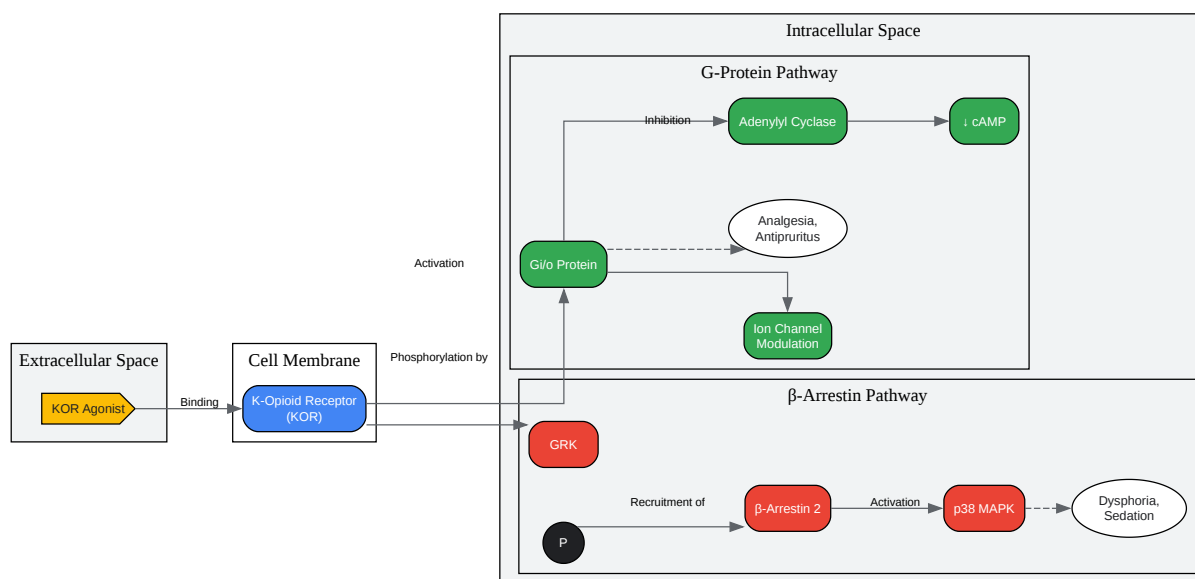 Intracellular Space
G-Protein Pathway
Inhibition
Adenylyl Cyclase
↓ cAMP
Analgesia,
Antipruritus
Gi/o Protein
Activation
Ion Channel
Modulation
Extracellular Space
Cell Membrane
Phosphorylation by
KOR Agonist
Binding
K-Opioid Receptor
(KOR)
β-Arrestin Pathway
GRK
Recruitment of
β-Arrestin 2
Activation
p38 MAPK
Dysphoria,
Sedation
P